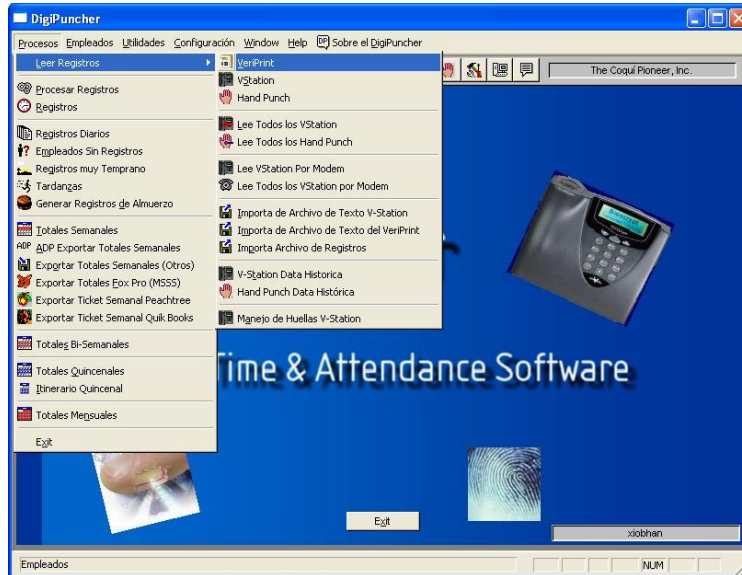 DigiPuncher
Procesos Empleados Utilidades Configuración Window Help Sobre el DigiPuncher
The Coquí Pioneer, Inc.
Leer Registros
Procesar Registros
Registros
Registros Diarios
Empleados Sin Registros
Registros muy Temprano
Tardanzas
Generar Registros de Almuerzo
Totales Semanales
ADP ADP Exportar Totales Semanales
Exportar Totales Semanales (Otros)
Exportar Totales Fox Pro (MSSS)
Exportar Ticket Semanal Peachtree
Exportar Ticket Semanal Quik Books
Totales Bi-Semanales
Totales Quincenales
Itinerario Quincenal
Totales Mensuales
Exit
VeriPrint
VStation
Hand Punch
Lee Todos los VStation
Lee Todos los Hand Punch
Lee VStation Por Modem
Lee Todos los VStation por Modem
Importa de Archivo de Texto V-Station
Importa de Archivo de Texto del VeriPrint
Importa Archivo de Registros
V-Station Data Historica
Hand Punch Data Histórica
Manejo de Huellas V-Station
Time & Attendance Software
Exit
xiobhan
Empleados
NUM